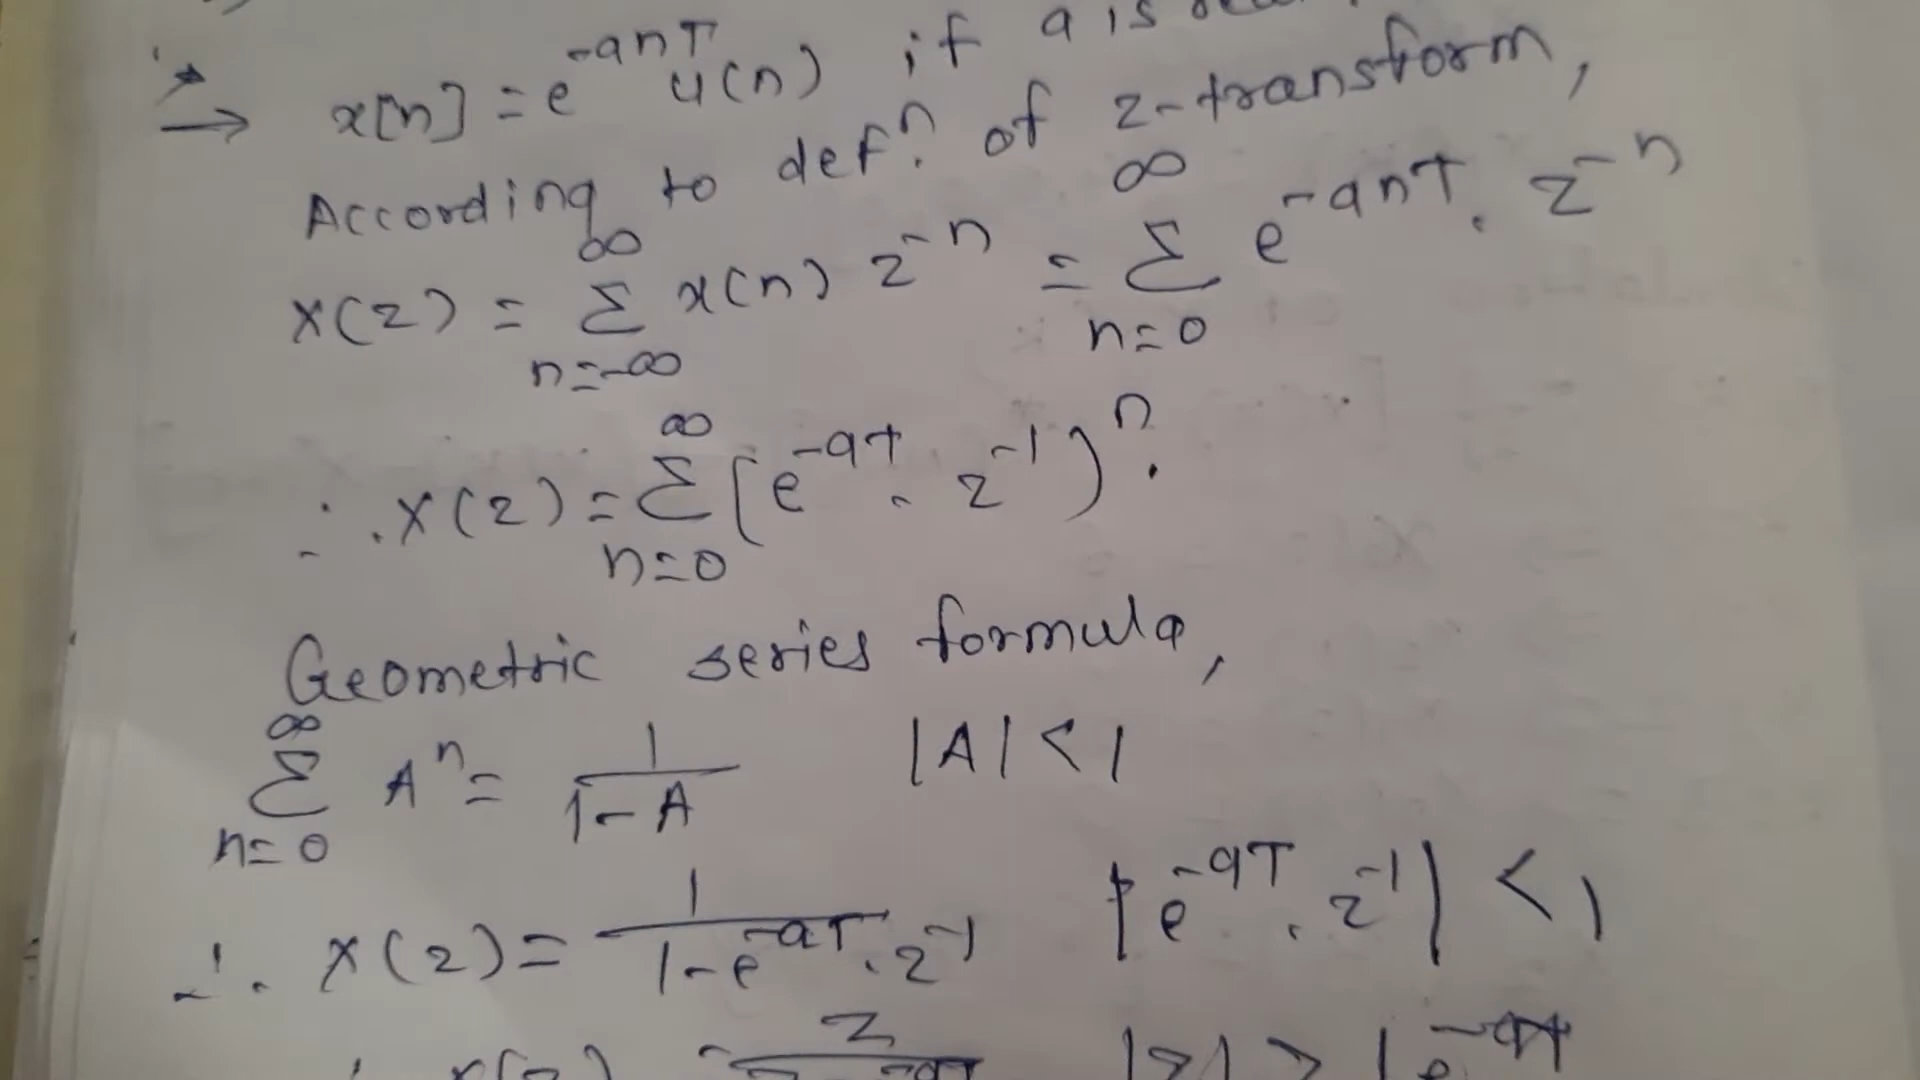 → x[n] = e^{-anT} u(n) if a is
According to defⁿ. of z-transform,
X(z) = Σ_{n=-∞}^{∞} x(n) z^{-n} = Σ_{n=0}^{∞} e^{-anT} . z^{-n}
∴ X(z) = Σ_{n=0}^{∞} (e^{-aT} . z^{-1})^n .
Geometric series formula,
Σ_{n=0}^{∞} A^n = 1/(1-A) |A| < 1
∴ X(z) = 1/(1-e^{-aT} . z^{-1}) |e^{-aT} . z^{-1}| < 1